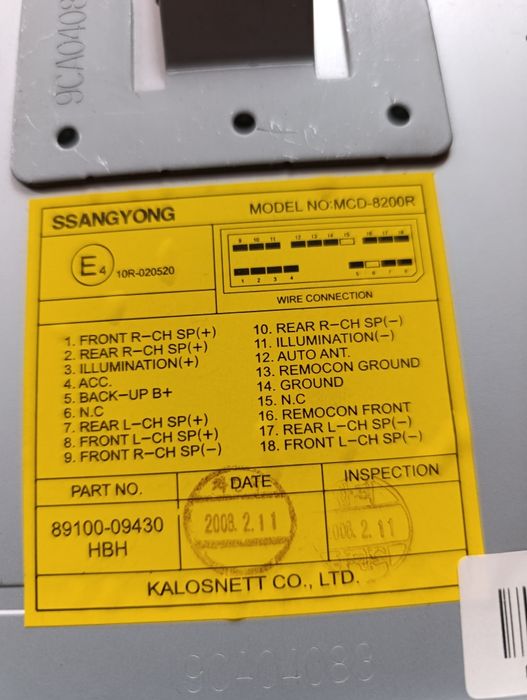 9CA0408
SSANGYONG
MODEL NO:MCD-8200R
E4 10R-020520
9 10 11 12 13 14 15 16 17 18
1 2 3 4 5 6 7 8
WIRE CONNECTION
1. FRONT R-CH SP(+)
2. REAR R-CH SP(+)
3. ILLUMINATION(+)
4. ACC.
5. BACK-UP B+
6. N.C
7. REAR L-CH SP(+)
8. FRONT L-CH SP(+)
9. FRONT R-CH SP(-)
10. REAR R-CH SP(-)
11. ILLUMINATION(-)
12. AUTO ANT.
13. REMOCON GROUND
14. GROUND
15. N.C
16. REMOCON FRONT
17. REAR L-CH SP(-)
18. FRONT L-CH SP(-)
PART NO.
DATE
INSPECTION
89100-09430
HBH
2008. 2. 11
008. 2. 11
KALOSNETT CO., LTD.
9CA04083